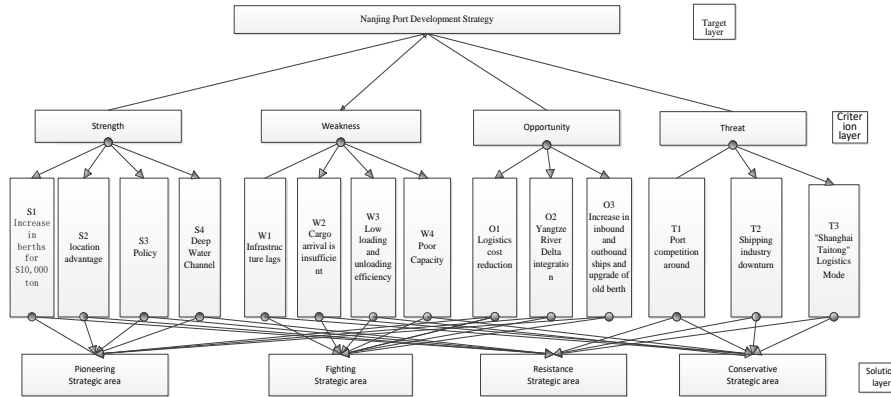 Nanjing Port Development Strategy
Target
layer
Strength
Weakness
Opportunity
Threat
Criter
ion
layer
S1
Increase
in
berths
for
S10,000
ton
S2
location
advantage
S3
Policy
S4
Deep
Water
Channel
W1
Infrastruc
ture lags
W2
Cargo
arrival is
insufficie
nt
W3
Low
loading
and
unloading
efficiency
W4
Poor
Capacity
O1
Logistics
cost
reduction
O2
Yangtze
River
Delta
integratio
n
O3
Increase in
inbound
and
outbound
ships and
upgrade of
old berth
T1
Port
competition
around
T2
Shipping
industry
downturn
T3
"Shanghai
Taitong"
Logistics
Mode
Pioneering
Strategic area
Fighting
Strategic area
Resistance
Strategic area
Conservative
Strategic area
Solution
layer